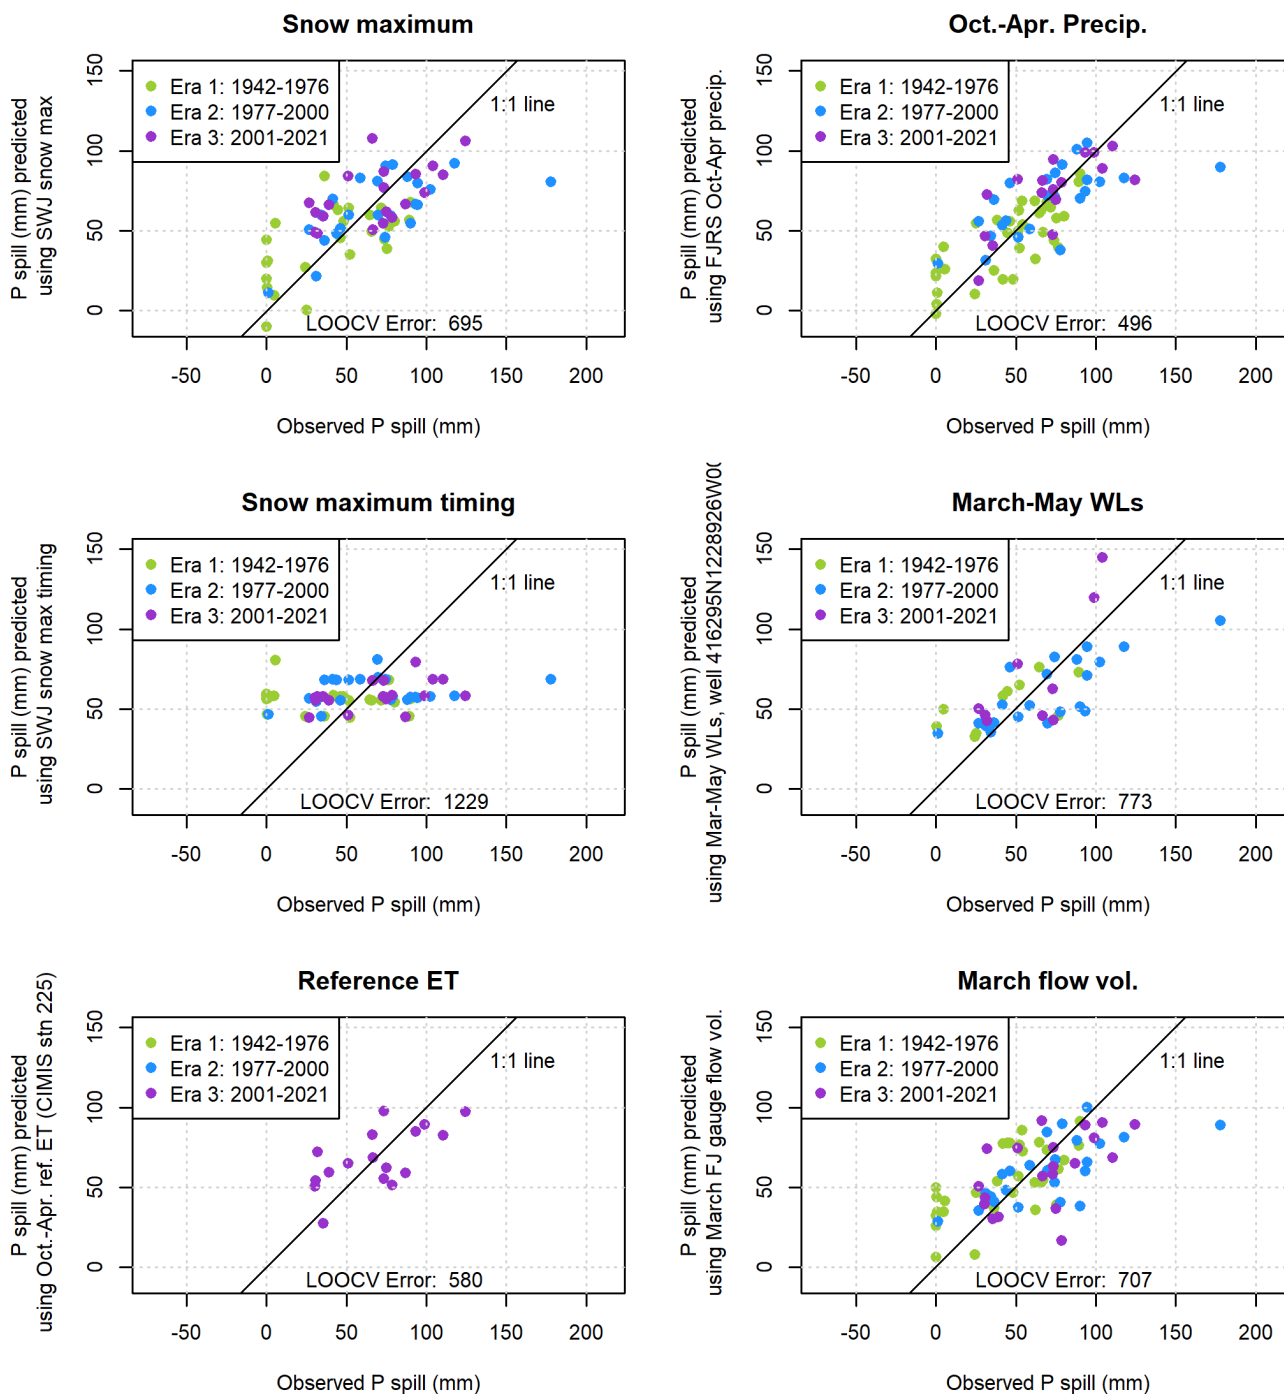 Snow maximum
P spill (mm) predicted
using SWJ snow max
150
100
50
0
Era 1: 1942-1976
Era 2: 1977-2000
Era 3: 2001-2021
1:1 line
LOOCV Error: 695
-50 0 50 100 150 200
Observed P spill (mm)
Oct.-Apr. Precip.
P spill (mm) predicted
using FJRS Oct-Apr precip.
150
100
50
0
Era 1: 1942-1976
Era 2: 1977-2000
Era 3: 2001-2021
1:1 line
LOOCV Error: 496
-50 0 50 100 150 200
Observed P spill (mm)
Snow maximum timing
P spill (mm) predicted
using SWJ snow max timing
150
100
50
0
Era 1: 1942-1976
Era 2: 1977-2000
Era 3: 2001-2021
1:1 line
LOOCV Error: 1229
-50 0 50 100 150 200
Observed P spill (mm)
March-May WLs
P spill (mm) predicted
using Mar-May WLs, well 416295N1228926W00
150
100
50
0
Era 1: 1942-1976
Era 2: 1977-2000
Era 3: 2001-2021
1:1 line
LOOCV Error: 773
-50 0 50 100 150 200
Observed P spill (mm)
Reference ET
P spill (mm) predicted
using Oct.-Apr. ref. ET (CIMIS stn 225)
150
100
50
0
Era 1: 1942-1976
Era 2: 1977-2000
Era 3: 2001-2021
1:1 line
LOOCV Error: 580
-50 0 50 100 150 200
Observed P spill (mm)
March flow vol.
P spill (mm) predicted
using March FJ gauge flow vol.
150
100
50
0
Era 1: 1942-1976
Era 2: 1977-2000
Era 3: 2001-2021
1:1 line
LOOCV Error: 707
-50 0 50 100 150 200
Observed P spill (mm)